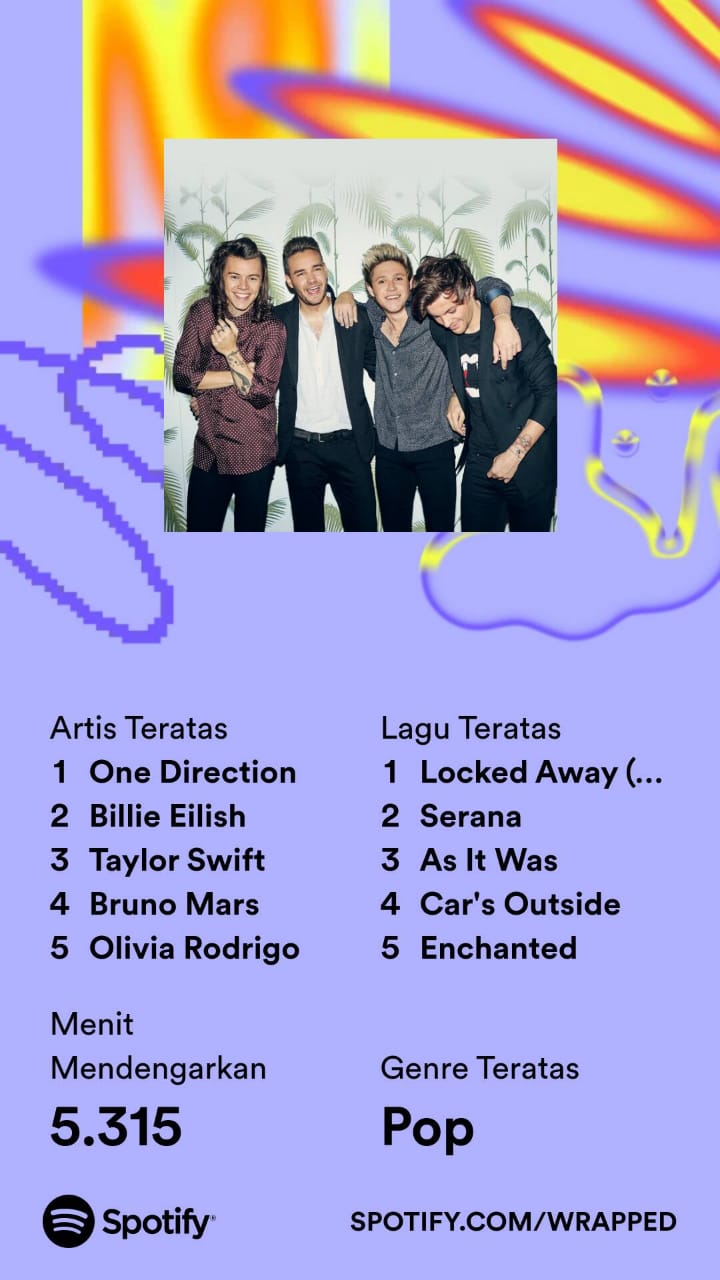 Artis Teratas
1 One Direction
2 Billie Eilish
3 Taylor Swift
4 Bruno Mars
5 Olivia Rodrigo
Lagu Teratas
1 Locked Away (...
2 Serana
3 As It Was
4 Car's Outside
5 Enchanted
Menit
Mendengarkan
5.315
Genre Teratas
Pop
Spotify®
SPOTIFY.COM/WRAPPED